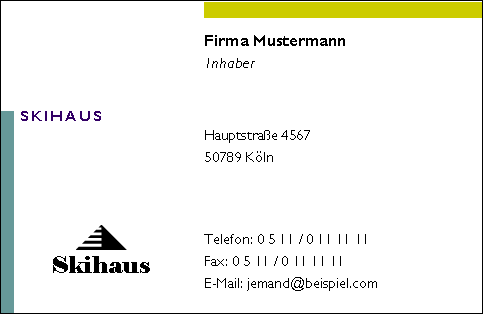 Firma Mustermann
Inhaber
SKIHAUS
Hauptstraße 4567
50789 Köln
Skihaus
Telefon: 0 5 11 / 0 11 11 11
Fax: 0 5 11 / 0 11 11 11
E-Mail: jemand@beispiel.com